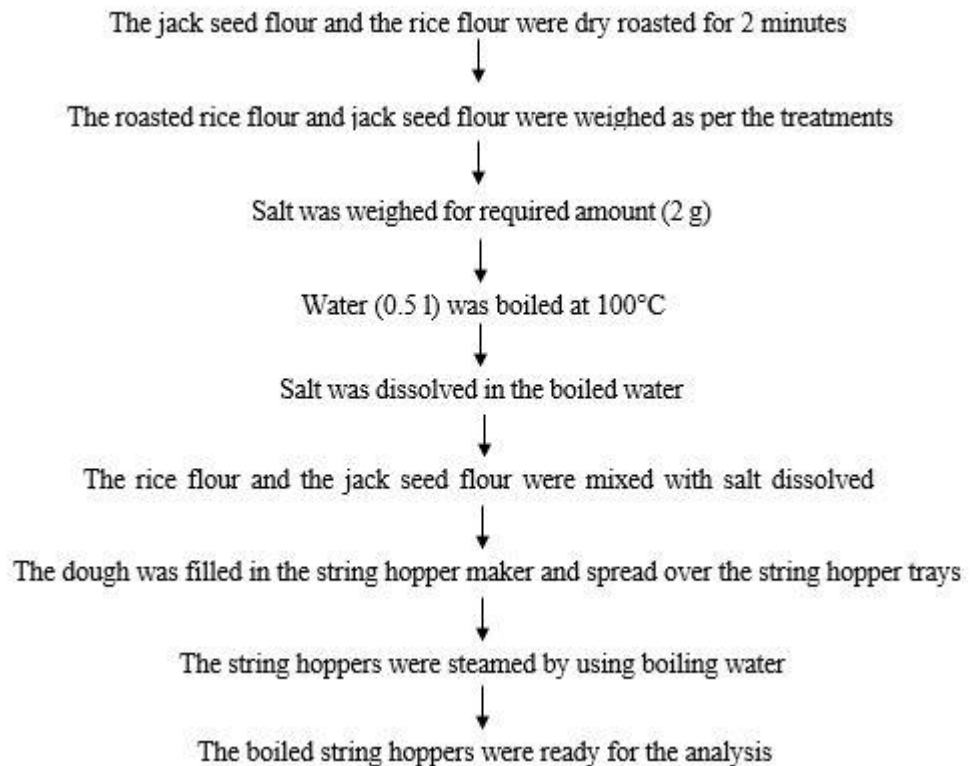 The jack seed flour and the rice flour were dry roasted for 2 minutes
The roasted rice flour and jack seed flour were weighed as per the treatments
Salt was weighed for required amount (2 g)
Water (0.5 l) was boiled at 100°C
Salt was dissolved in the boiled water
The rice flour and the jack seed flour were mixed with salt dissolved
The dough was filled in the string hopper maker and spread over the string hopper trays
The string hoppers were steamed by using boiling water
The boiled string hoppers were ready for the analysis